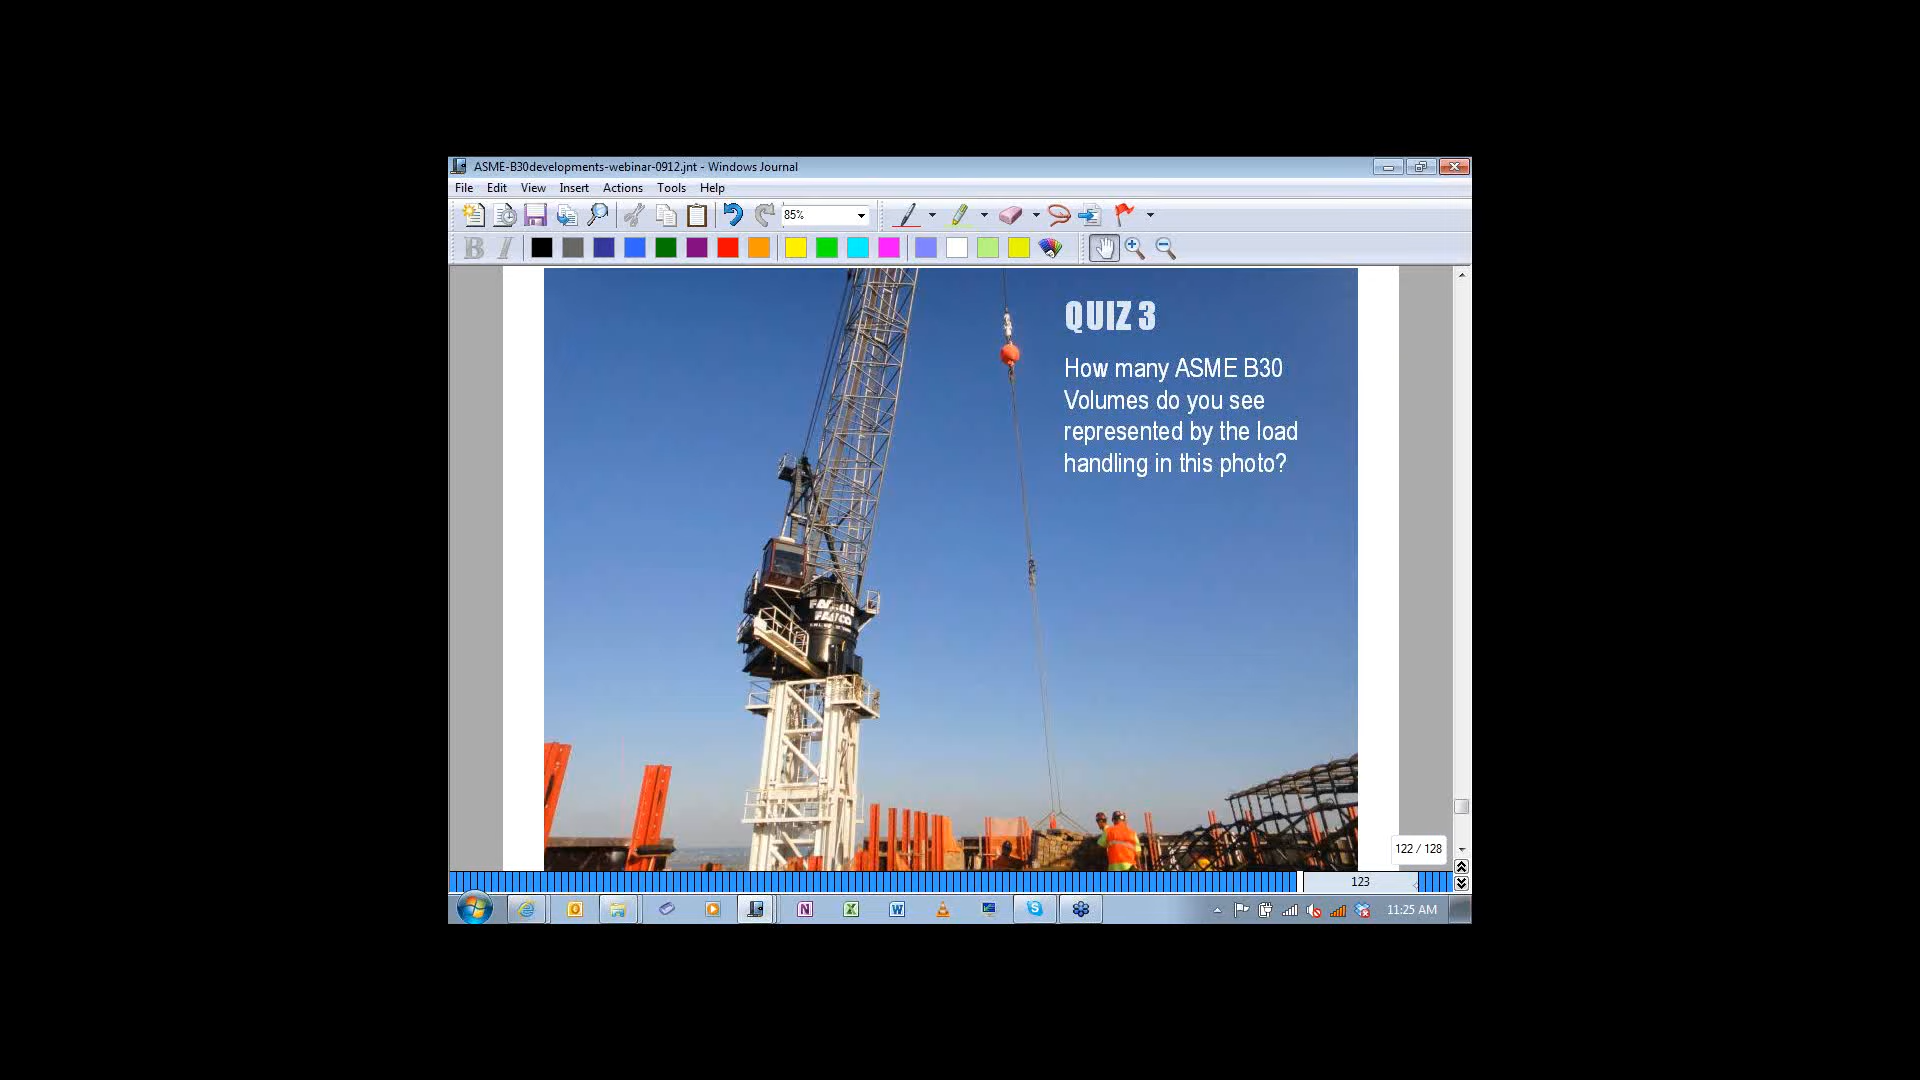 ASME-B30developments-webinar-0912.jnt - Windows Journal
File Edit View Insert Actions Tools Help
85%
B I
QUIZ 3
How many ASME B30
Volumes do you see
represented by the load
handling in this photo?
122 / 128
123
11:25 AM